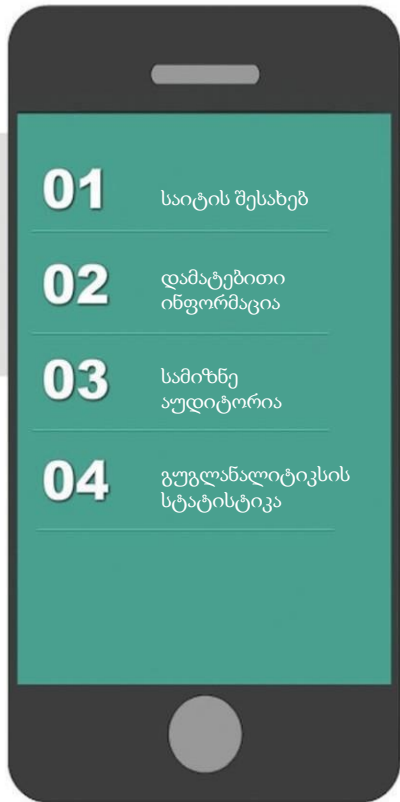 01 საიტის შესახებ
02 დამატებითი
ინფორმაცია
03 სამიზნე
აუდიტორია
04 გუგლანალიტიკსის
სტატისტიკა